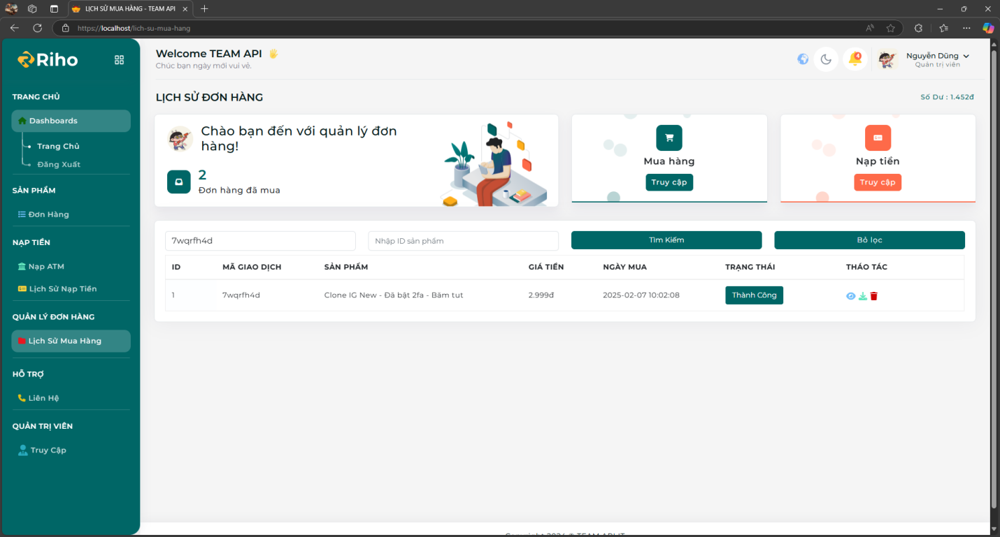 LỊCH SỬ MUA HÀNG - TEAM API
https://localhost/lich-su-mua-hang
Riho
TRANG CHỦ
Dashboards
Trang Chủ
Đăng Xuất
SẢN PHẨM
Đơn Hàng
NẠP TIỀN
Nạp ATM
Lịch Sử Nạp Tiền
QUẢN LÝ ĐƠN HÀNG
Lịch Sử Mua Hàng
HỖ TRỢ
Liên Hệ
QUẢN TRỊ VIÊN
Truy Cập
Welcome TEAM API
Chúc bạn ngày mới vui vẻ.
4
Nguyễn Dũng
Quản trị viên
LỊCH SỬ ĐƠN HÀNG
Số Dư : 1.452đ
Chào bạn đến với quản lý đơn
hàng!
2
Đơn hàng đã mua
Mua hàng
Truy cập
Nạp tiền
Truy cập
7wqrfh4d
Nhập ID sản phẩm
Tìm Kiếm
Bỏ lọc
ID MÃ GIAO DỊCH SẢN PHẨM GIÁ TIỀN NGÀY MUA TRẠNG THÁI THÁO TÁC
1 7wqrfh4d Clone IG New - Đã bật 2fa - Băm tut 2.999đ 2025-02-07 10:02:08 Thành Công